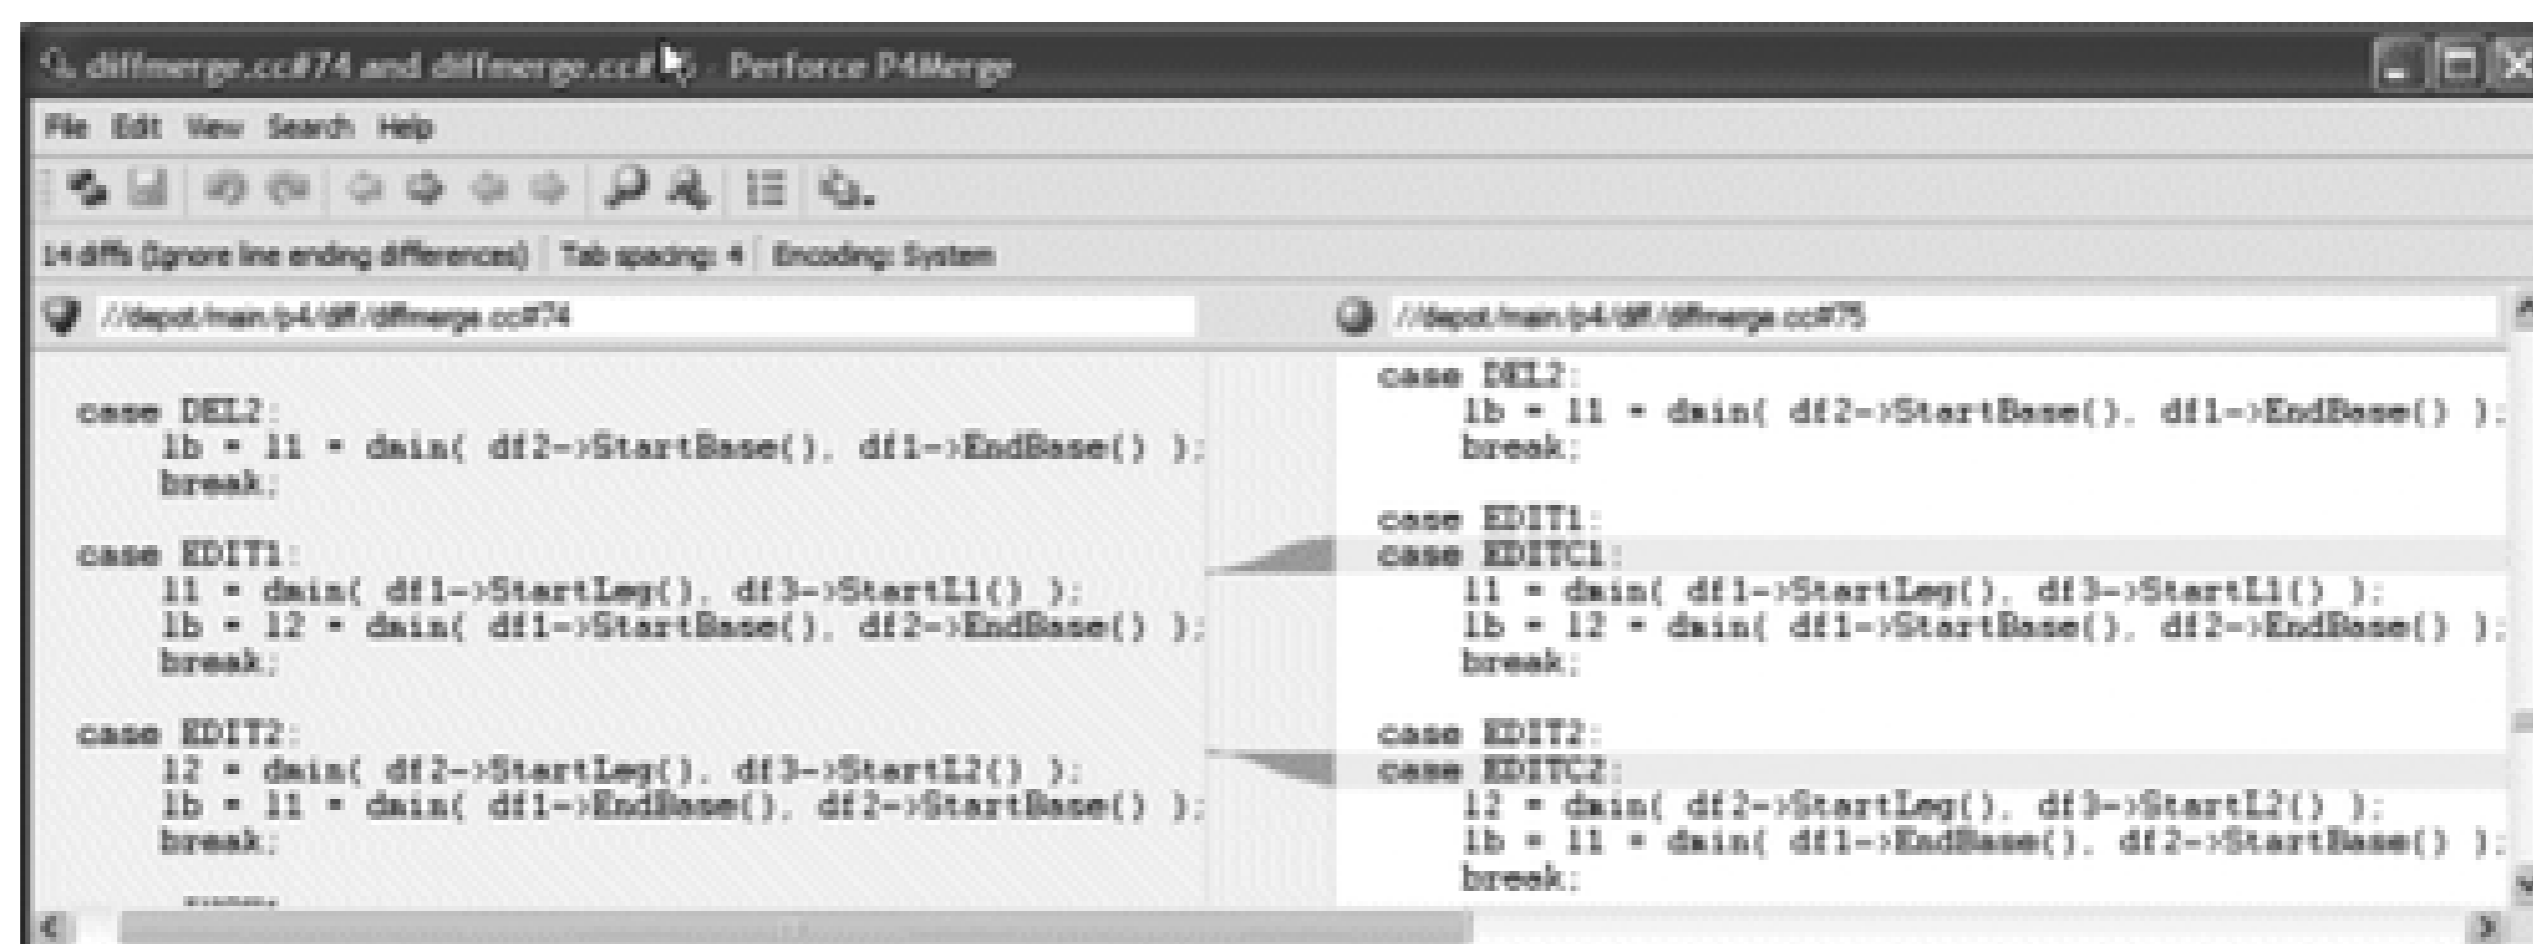 diffmerge.cc#74 and diffmerge.cc# - Perforce P4Merge
File Edit View Search Help
14 diffs (Ignore line ending differences) Tab spacing: 4 Encoding: System
//depot/main/p4/diff/diffmerge.cc#74
case DEL2:
lb = l1 = dmin( df2->StartBase(), df1->EndBase() );
break;
case EDIT1:
l1 = dmin( df1->StartLeg(), df3->StartL1() );
lb = l2 = dmin( df1->StartBase(), df2->EndBase() );
break;
case EDIT2:
l2 = dmin( df2->StartLeg(), df3->StartL2() );
lb = l1 = dmin( df1->EndBase(), df2->StartBase() );
break;
//depot/main/p4/diff/diffmerge.cc#75
case DEL2:
lb = l1 = dmin( df2->StartBase(), df1->EndBase() );
break;
case EDIT1:
case EDITC1:
l1 = dmin( df1->StartLeg(), df3->StartL1() );
lb = l2 = dmin( df1->StartBase(), df2->EndBase() );
break;
case EDIT2:
case EDITC2:
l2 = dmin( df2->StartLeg(), df3->StartL2() );
lb = l1 = dmin( df1->EndBase(), df2->StartBase() );
break;